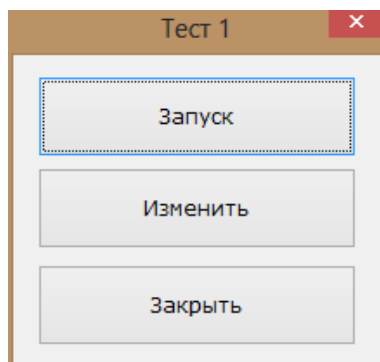 Тест 1
Запуск
Изменить
Закрыть